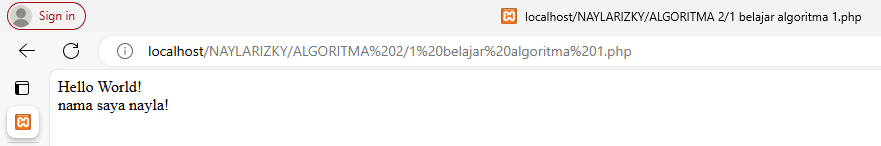 Sign in
localhost/NAYLARIZKY/ALGORITMA 2/1 belajar algoritma 1.php
localhost/NAYLARIZKY/ALGORITMA%202/1%20belajar%20algoritma%201.php
Hello World!
nama saya nayla!